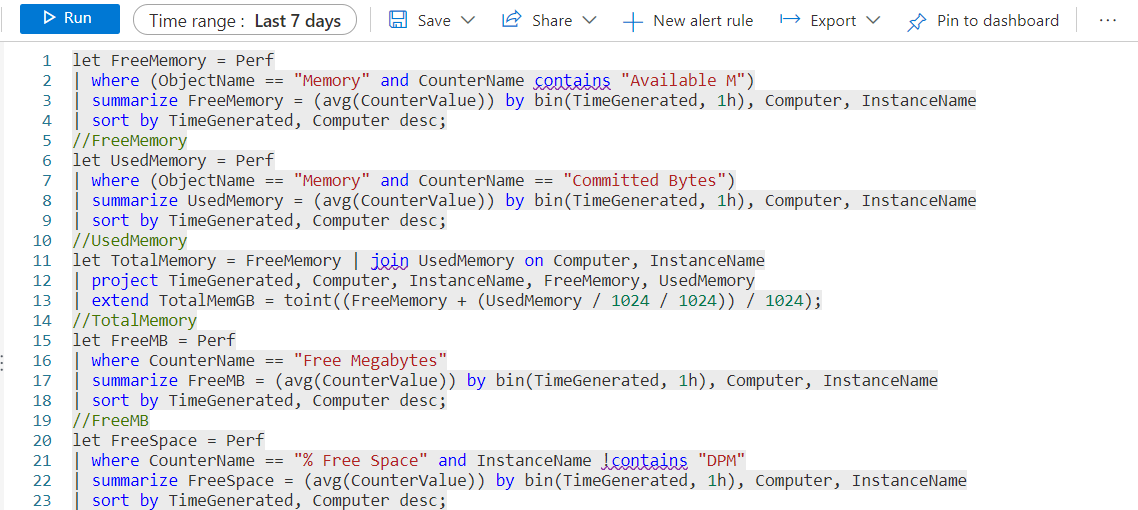 Run Time range : Last 7 days Save Share New alert rule Export Pin to dashboard ...
1 let FreeMemory = Perf
2 | where (ObjectName == "Memory" and CounterName contains "Available M")
3 | summarize FreeMemory = (avg(CounterValue)) by bin(TimeGenerated, 1h), Computer, InstanceName
4 | sort by TimeGenerated, Computer desc;
5 //FreeMemory
6 let UsedMemory = Perf
7 | where (ObjectName == "Memory" and CounterName == "Committed Bytes")
8 | summarize UsedMemory = (avg(CounterValue)) by bin(TimeGenerated, 1h), Computer, InstanceName
9 | sort by TimeGenerated, Computer desc;
10 //UsedMemory
11 let TotalMemory = FreeMemory | join UsedMemory on Computer, InstanceName
12 | project TimeGenerated, Computer, InstanceName, FreeMemory, UsedMemory
13 | extend TotalMemGB = toint((FreeMemory + (UsedMemory / 1024 / 1024)) / 1024);
14 //TotalMemory
15 let FreeMB = Perf
16 | where CounterName == "Free Megabytes"
17 | summarize FreeMB = (avg(CounterValue)) by bin(TimeGenerated, 1h), Computer, InstanceName
18 | sort by TimeGenerated, Computer desc;
19 //FreeMB
20 let FreeSpace = Perf
21 | where CounterName == "% Free Space" and InstanceName !contains "DPM"
22 | summarize FreeSpace = (avg(CounterValue)) by bin(TimeGenerated, 1h), Computer, InstanceName
23 | sort by TimeGenerated, Computer desc;